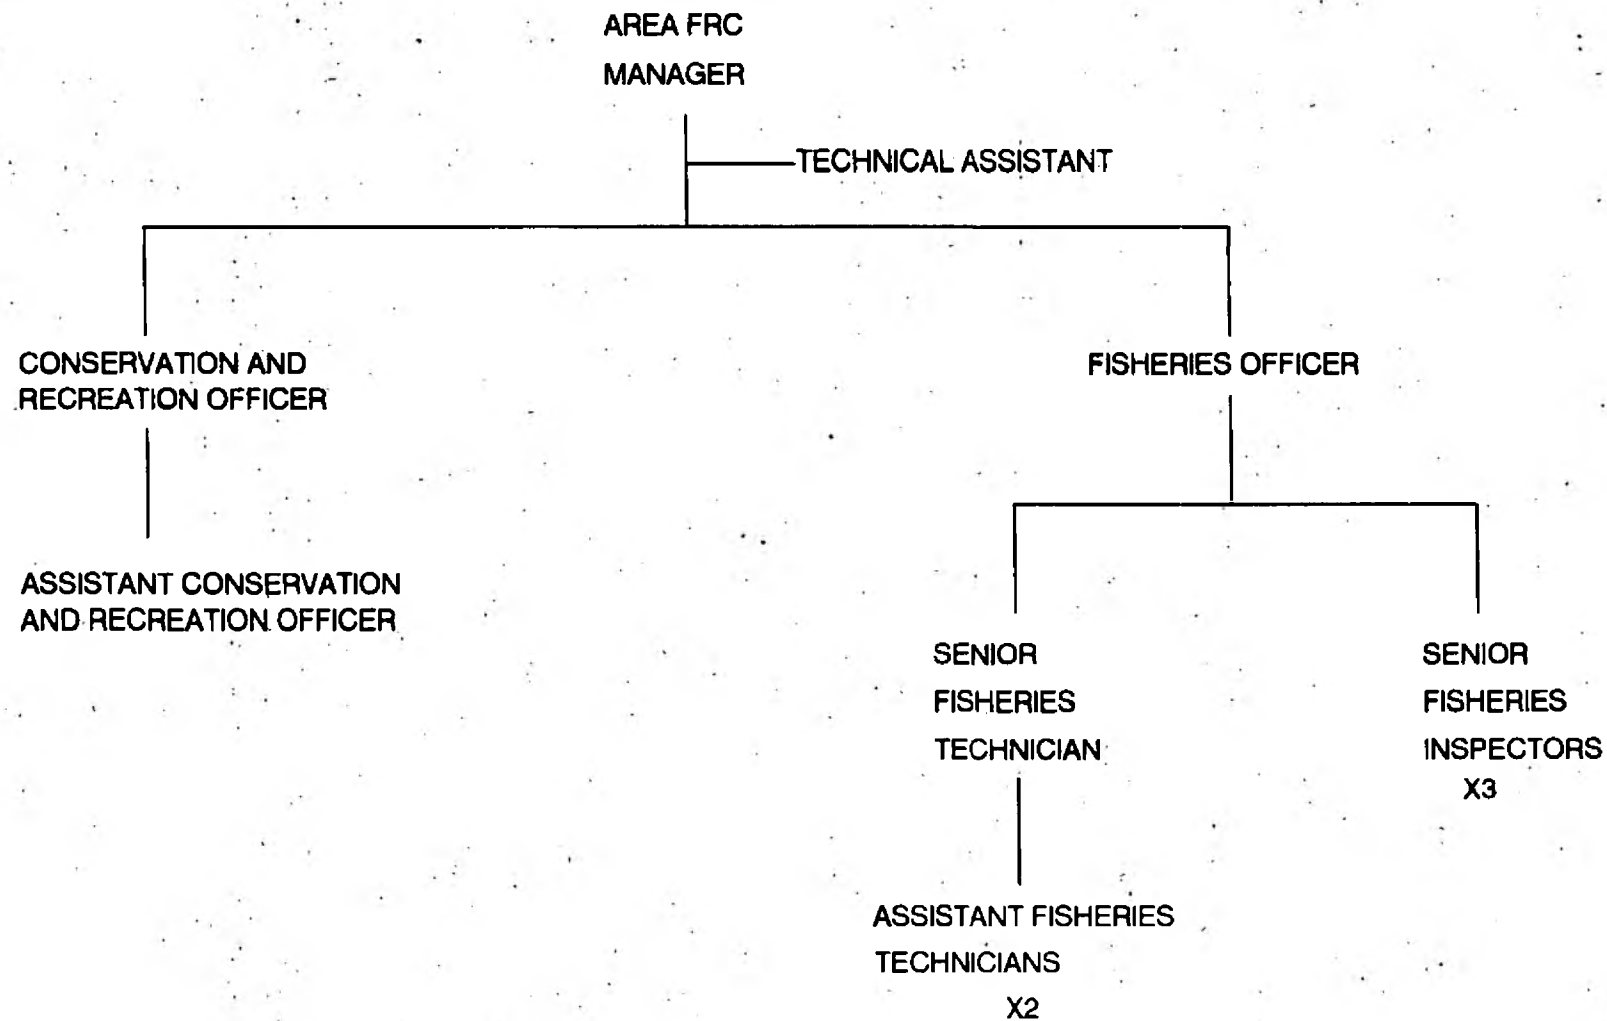 AREA FRC
MANAGER
TECHNICAL ASSISTANT
CONSERVATION AND
RECREATION OFFICER
FISHERIES OFFICER
ASSISTANT CONSERVATION
AND RECREATION OFFICER
SENIOR
FISHERIES
TECHNICIAN
SENIOR
FISHERIES
INSPECTORS
X3
ASSISTANT FISHERIES
TECHNICIANS
X2